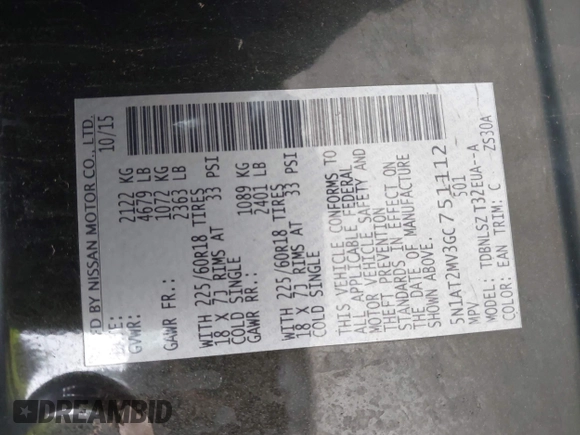 ED BY NISSAN MOTOR CO., LTD.
10/15
GVWR: 2122 KG
4679 LB
GAWR FR.: 1072 KG
2363 LB
WITH 225/60R18 TIRES
18 X 7J RIMS AT 33 PSI
COLD SINGLE
GAWR RR.: 1089 KG
2401 LB
WITH 225/60R18 TIRES
18 X 7J RIMS AT 33 PSI
COLD SINGLE
THIS VEHICLE CONFORMS TO
ALL APPLICABLE FEDERAL
MOTOR VEHICLE SAFETY AND
THEFT PREVENTION
STANDARDS IN EFFECT ON
THE DATE OF MANUFACTURE
SHOWN ABOVE.
5N1AT2MV3GC751112
MPV 501
MODEL: TDBNLSZ T32EUA--A
COLOR: EAN TRIM: C ZS30A
DREAMBID